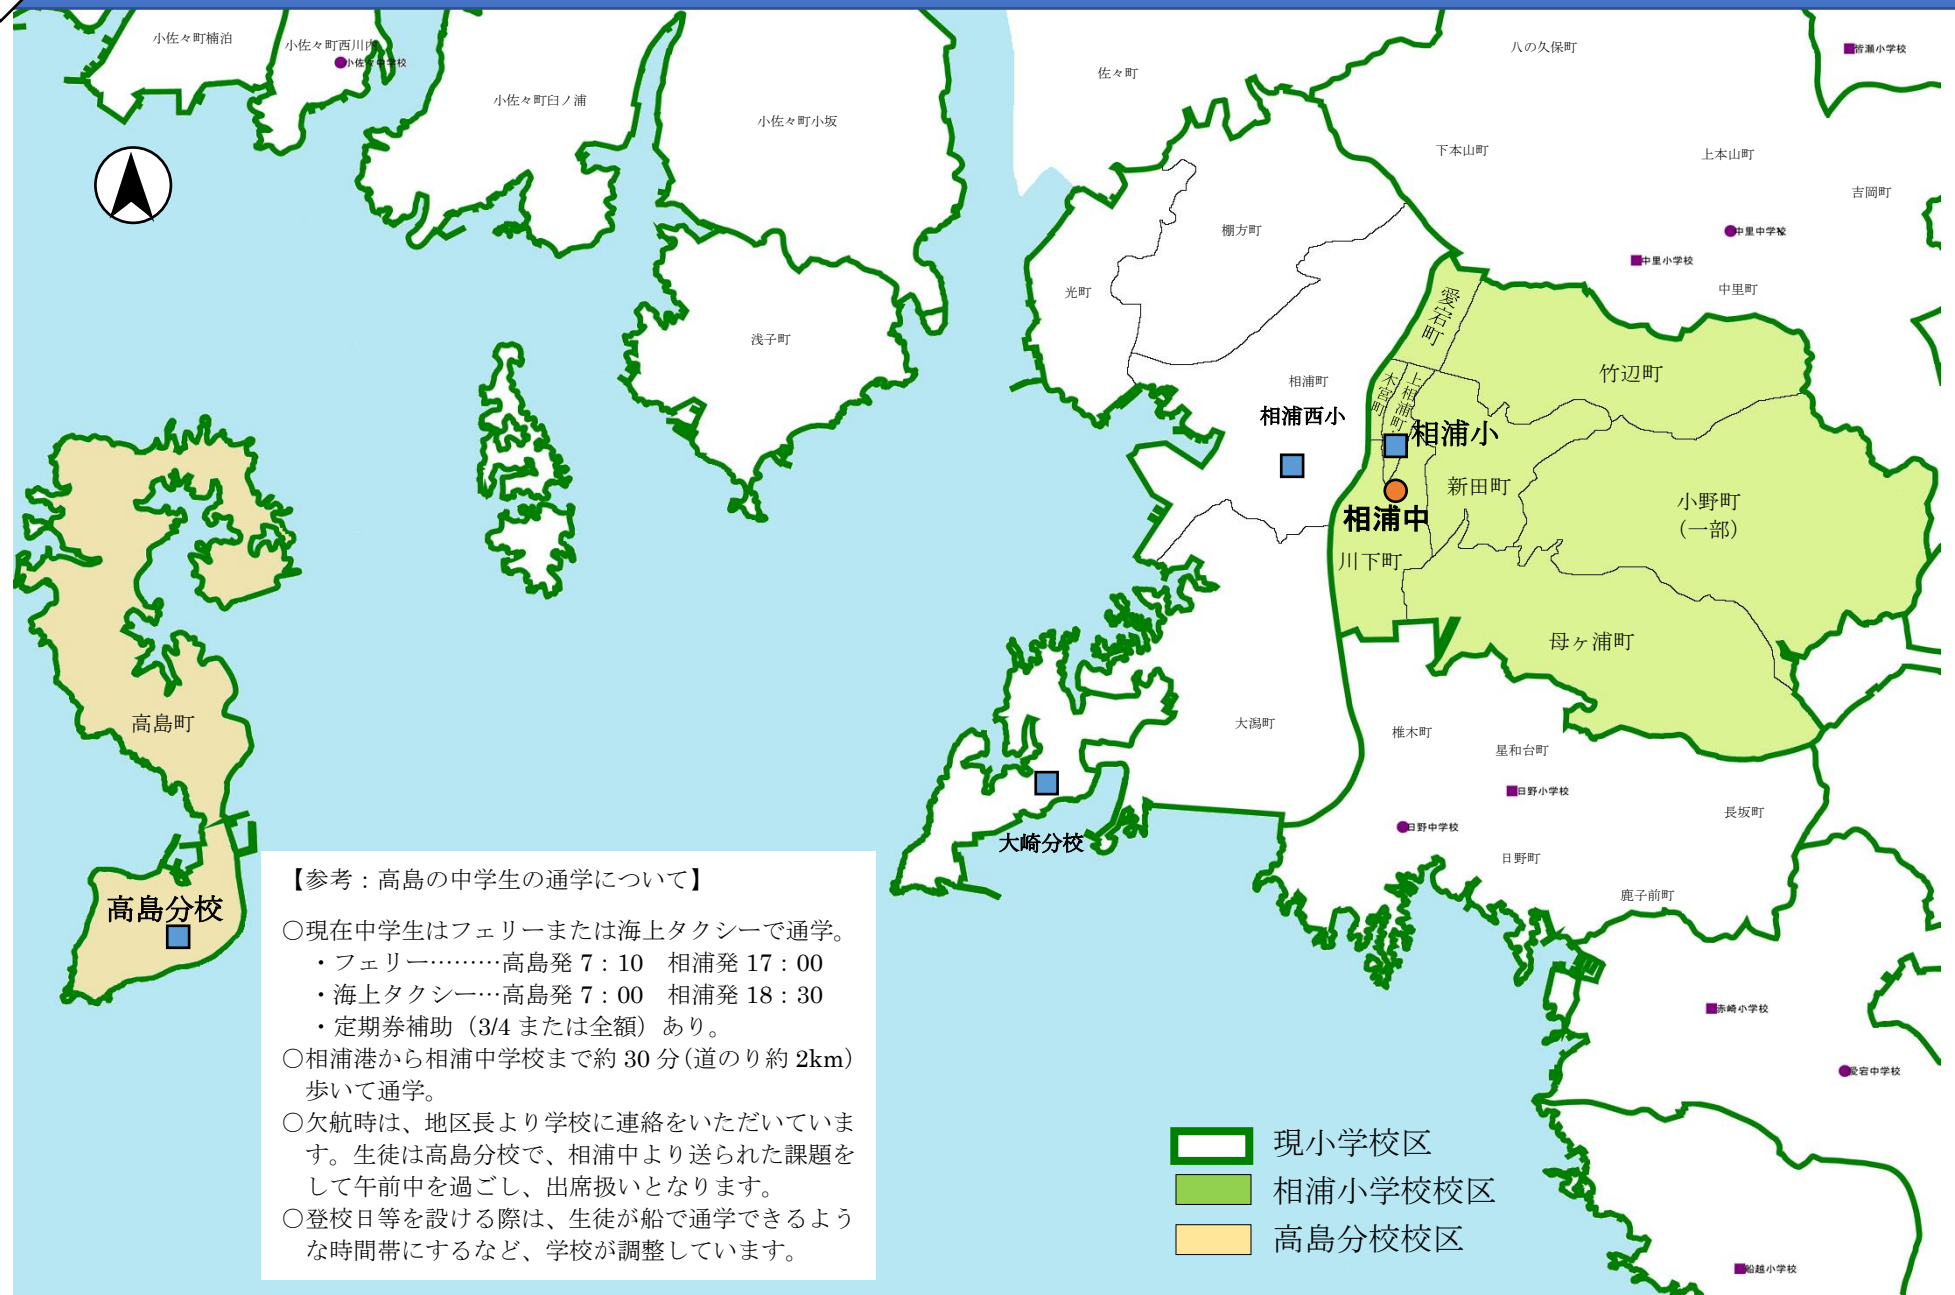 小佐々町楠泊
小佐々町西川内
小佐々中学校
小佐々町臼ノ浦
小佐々町小坂
佐々町
八の久保町
皆瀬小学校
下本山町
上本山町
吉岡町
中里中学校
中里小学校
中里町
棚方町
光町
浅子町
相浦町
相浦西小
愛宕町
竹辺町
木宮町
上相浦町
相浦小
新田町
相浦中
小野町
（一部）
川下町
母ヶ浦町
高島町
大潟町
椎木町
星和台町
日野小学校
長坂町
日野中学校
大崎分校
日野町
鹿子前町
高島分校
赤崎小学校
愛宕中学校
船越小学校
【参考：高島の中学生の通学について】
○現在中学生はフェリーまたは海上タクシーで通学。
・フェリー………高島発 7：10　相浦発 17：00
・海上タクシー…高島発 7：00　相浦発 18：30
・定期券補助（3/4 または全額）あり。
○相浦港から相浦中学校まで約 30 分（道のり約 2km）
歩いて通学。
○欠航時は、地区長より学校に連絡をいただいていま
す。生徒は高島分校で、相浦中より送られた課題を
して午前中を過ごし、出席扱いとなります。
○登校日等を設ける際は、生徒が船で通学できるよう
な時間帯にするなど、学校が調整しています。
現小学校区
相浦小学校校区
高島分校校区